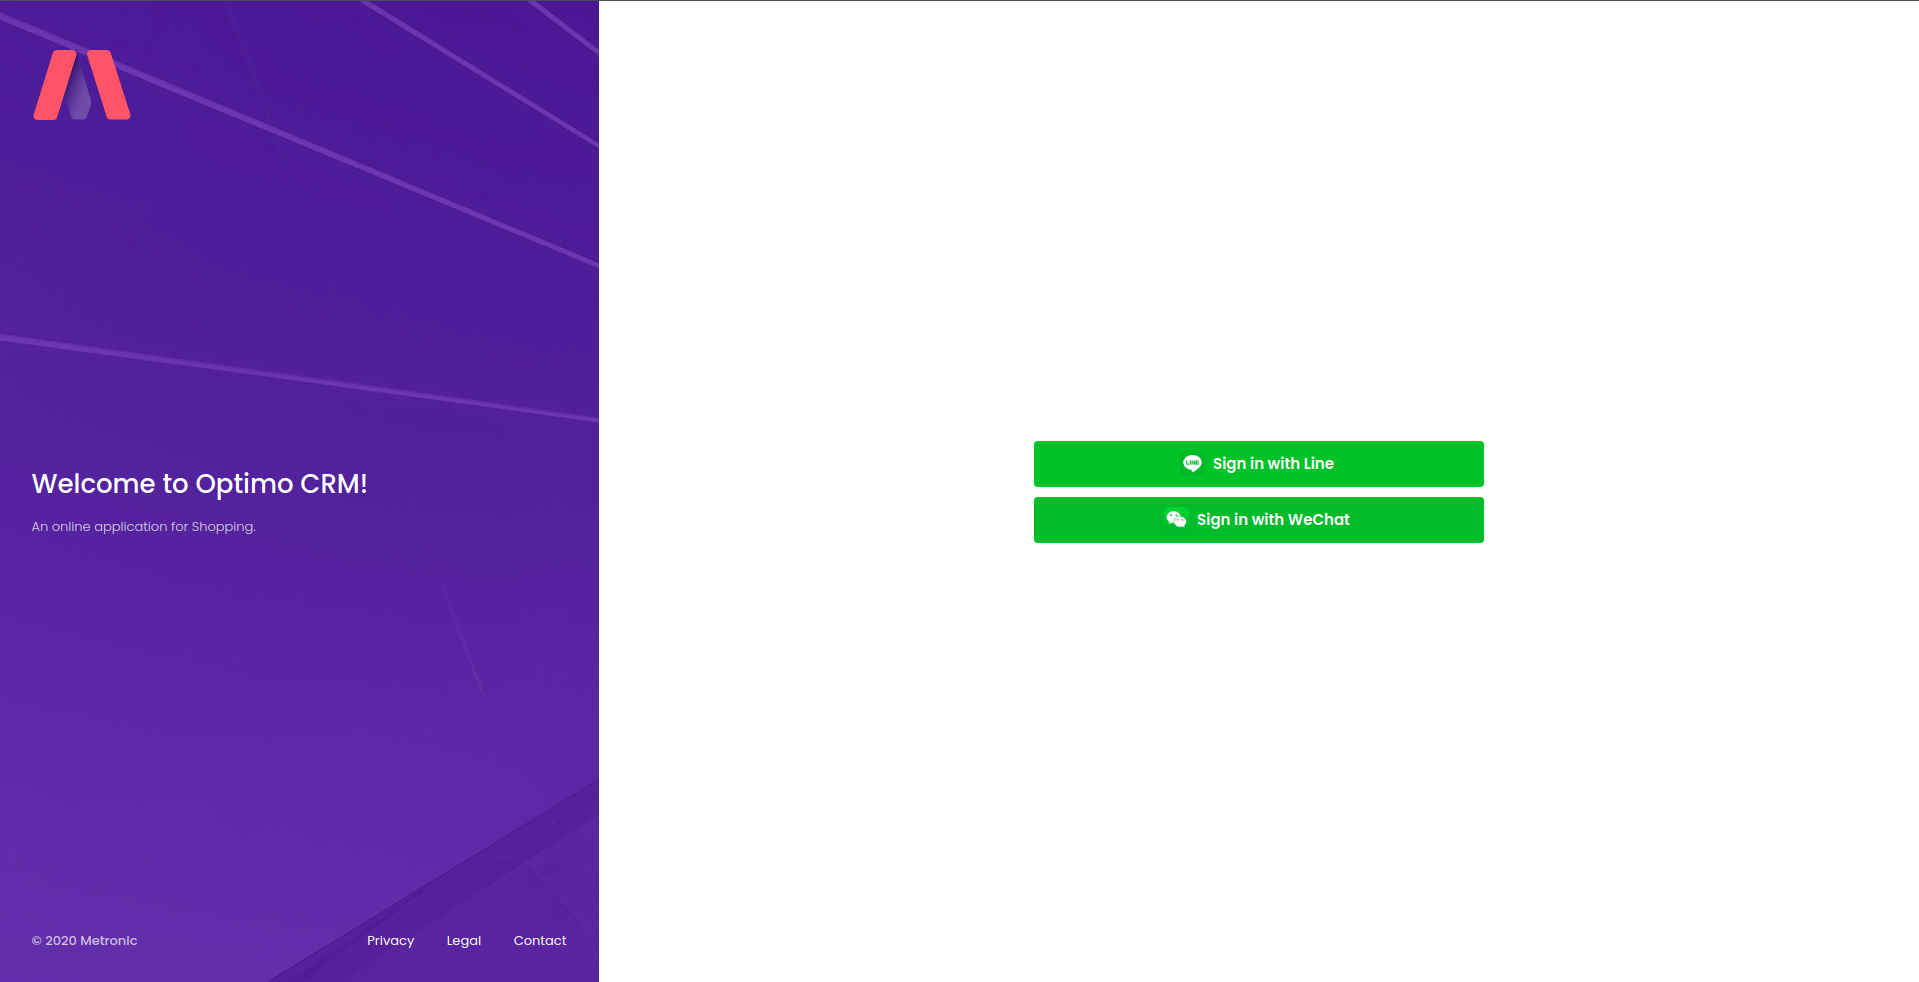 Welcome to Optimo CRM!
An online application for Shopping.
© 2020 Metronic
Privacy
Legal
Contact
LINE
Sign in with Line
Sign in with WeChat